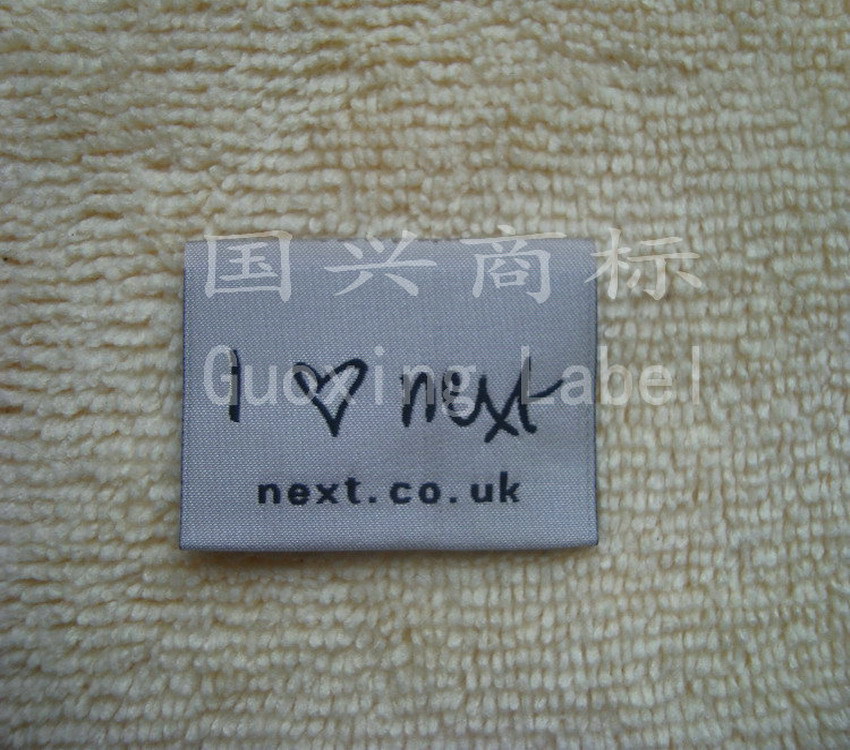 国兴商标
Guoxing Label
i ♡ next
next.co.uk